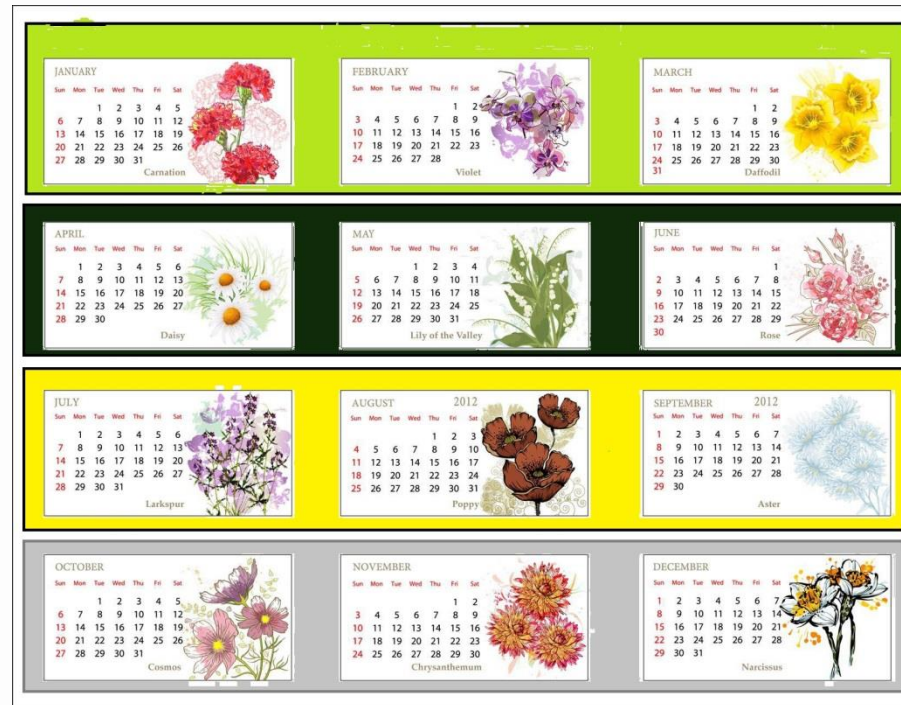 JANUARY
Sun Mon Tue Wed Thu Fri Sat
1 2 3 4 5
6 7 8 9 10 11 12
13 14 15 16 17 18 19
20 21 22 23 24 25 26
27 28 29 30 31
Carnation
FEBRUARY
Sun Mon Tue Wed Thu Fri Sat
1 2
3 4 5 6 7 8 9
10 11 12 13 14 15 16
17 18 19 20 21 22 23
24 25 26 27 28
Violet
MARCH
Sun Mon Tue Wed Thu Fri Sat
1 2
3 4 5 6 7 8 9
10 11 12 13 14 15 16
17 18 19 20 21 22 23
24 25 26 27 28 29 30
31
Daffodil
APRIL
Sun Mon Tue Wed Thu Fri Sat
1 2 3 4 5 6
7 8 9 10 11 12 13
14 15 16 17 18 19 20
21 22 23 24 25 26 27
28 29 30
Daisy
MAY
Sun Mon Tue Wed Thu Fri Sat
1 2 3 4
5 6 7 8 9 10 11
12 13 14 15 16 17 18
19 20 21 22 23 24 25
26 27 28 29 30 31
Lily of the Valley
JUNE
Sun Mon Tue Wed Thu Fri Sat
1
2 3 4 5 6 7 8
9 10 11 12 13 14 15
16 17 18 19 20 21 22
23 24 25 26 27 28 29
30
Rose
JULY
Sun Mon Tue Wed Thu Fri Sat
1 2 3 4 5 6
7 8 9 10 11 12 13
14 15 16 17 18 19 20
21 22 23 24 25 26 27
28 29 30 31
Larkspur
AUGUST 2012
Sun Mon Tue Wed Thu Fri Sat
1 2 3
4 5 6 7 8 9 10
11 12 13 14 15 16 17
18 19 20 21 22 23 24
25 26 27 28 29 30 31
Poppy
SEPTEMBER 2012
Sun Mon Tue Wed Thu Fri Sat
1 2 3 4 5 6 7
8 9 10 11 12 13 14
15 16 17 18 19 20 21
22 23 24 25 26 27 28
29 30
Aster
OCTOBER
Sun Mon Tue Wed Thu Fri Sat
1 2 3 4 5
6 7 8 9 10 11 12
13 14 15 16 17 18 19
20 21 22 23 24 25 26
27 28 29 30 31
Cosmos
NOVEMBER
Sun Mon Tue Wed Thu Fri Sat
1 2
3 4 5 6 7 8 9
10 11 12 13 14 15 16
17 18 19 20 21 22 23
24 25 26 27 28 29 30
Chrysanthemum
DECEMBER
Sun Mon Tue Wed Thu Fri Sat
1 2 3 4 5 6 7
8 9 10 11 12 13 14
15 16 17 18 19 20 21
22 23 24 25 26 27 28
29 30 31
Narcissus